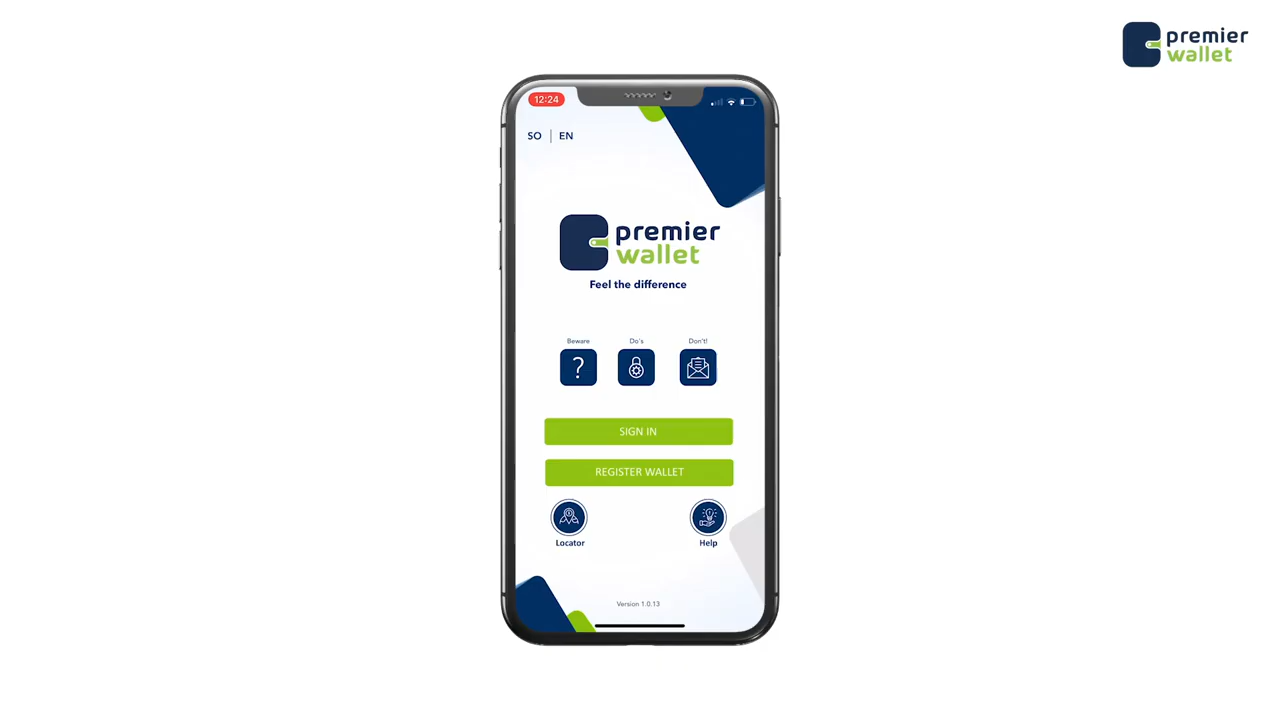 premier
wallet
12:24
SO | EN
premier
wallet
Feel the difference
Beware
Do's
Don't!
?
SIGN IN
REGISTER WALLET
Locator
Help
Version 1.0.13